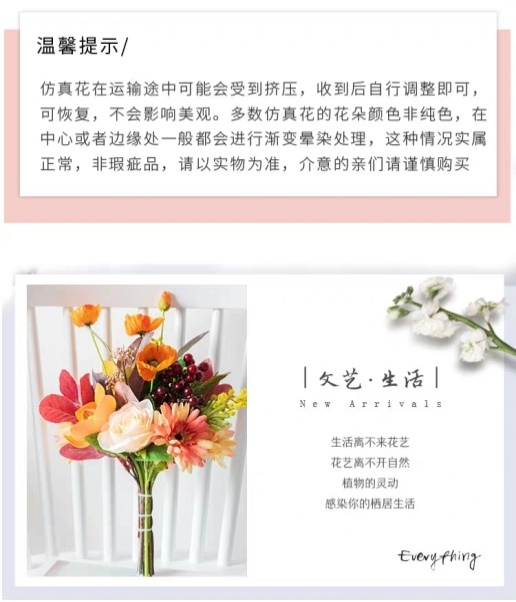 温馨提示/
仿真花在运输途中可能会受到挤压，收到后自行调整即可，
可恢复，不会影响美观。多数仿真花的花朵颜色非纯色，在
中心或者边缘处一般都会进行渐变晕染处理，这种情况实属
正常，非瑕疵品，请以实物为准，介意的亲们请谨慎购买
|文艺·生活|
New Arrivals
生活离不来花艺
花艺离不开自然
植物的灵动
感染你的栖居生活
Everything